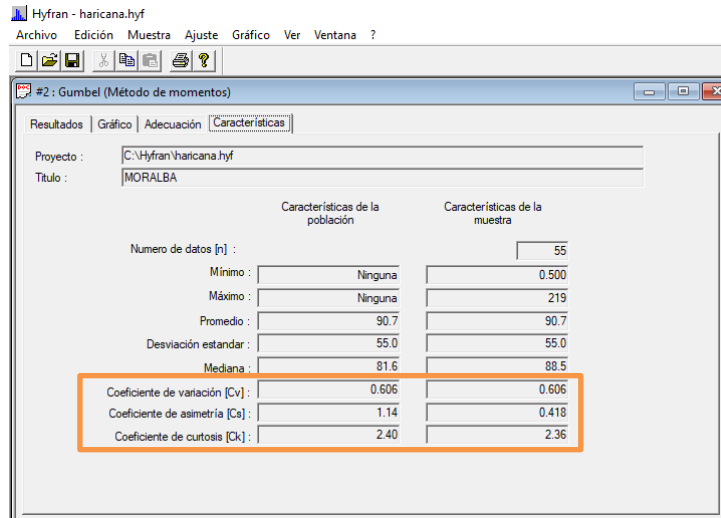 Hyfran - haricana.hyf
Archivo Edición Muestra Ajuste Gráfico Ver Ventana ?
#2 : Gumbel (Método de momentos)
Resultados Gráfico Adecuación Características
Proyecto : C:\Hyfran\haricana.hyf
Titulo : MORALBA
Características de la población Características de la muestra
Numero de datos [n] : 55
Mínimo : Ninguna 0.500
Máximo : Ninguna 219
Promedio : 90.7 90.7
Desviación estandar : 55.0 55.0
Mediana : 81.6 88.5
Coeficiente de variación [Cv] : 0.606 0.606
Coeficiente de asimetría [Cs] : 1.14 0.418
Coeficiente de curtosis [Ck] : 2.40 2.36